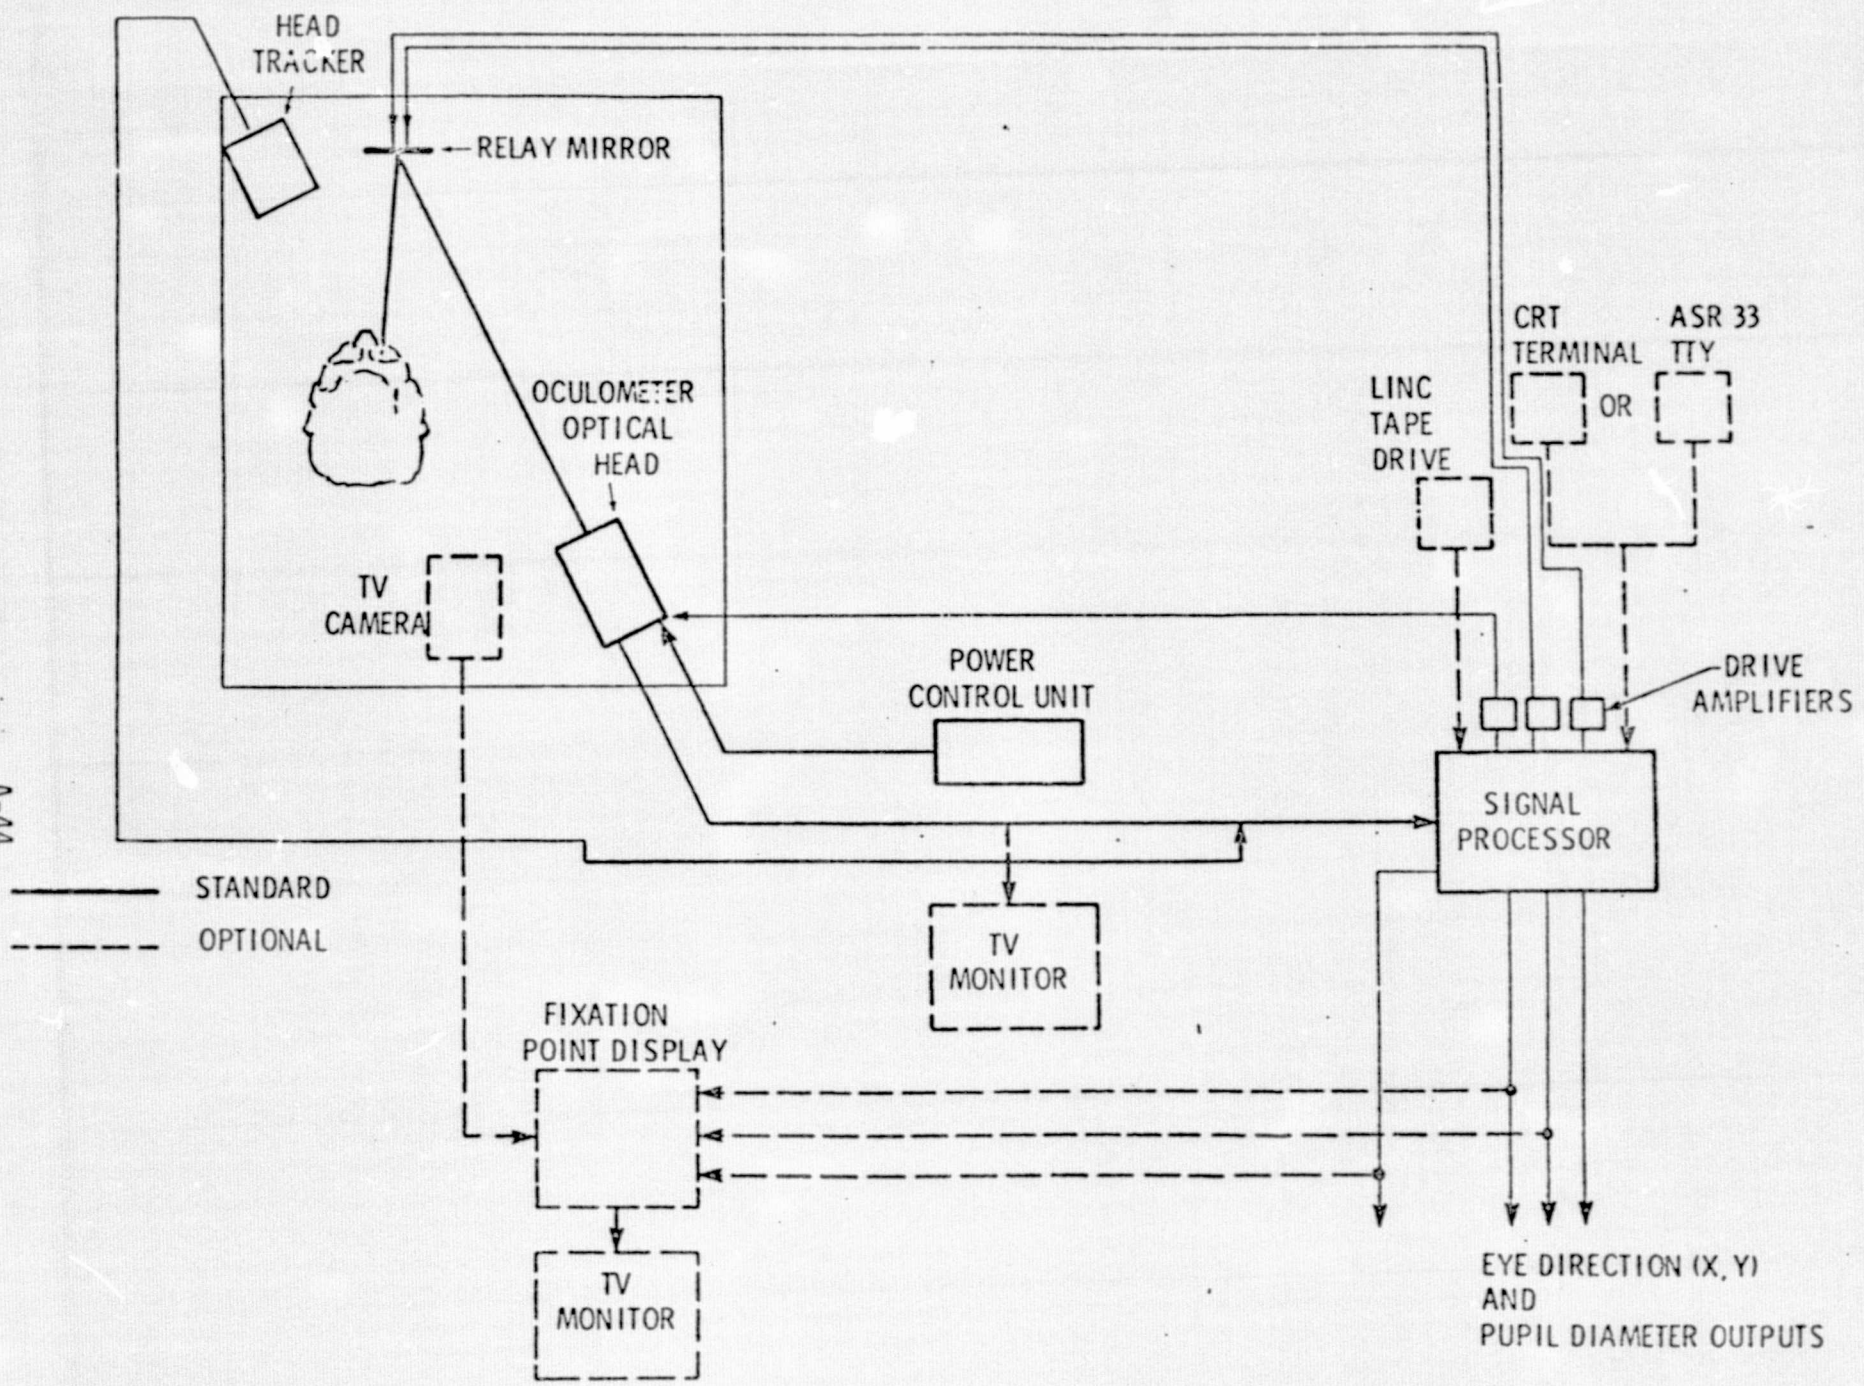 HEAD
TRACKER
RELAY MIRROR
OCULOMETER
OPTICAL
HEAD
TV
CAMERA
POWER
CONTROL UNIT
LINC
TAPE
DRIVE
CRT
TERMINAL
OR
ASR 33
TTY
DRIVE
AMPLIFIERS
SIGNAL
PROCESSOR
STANDARD
OPTIONAL
TV
MONITOR
FIXATION
POINT DISPLAY
TV
MONITOR
EYE DIRECTION (X, Y)
AND
PUPIL DIAMETER OUTPUTS